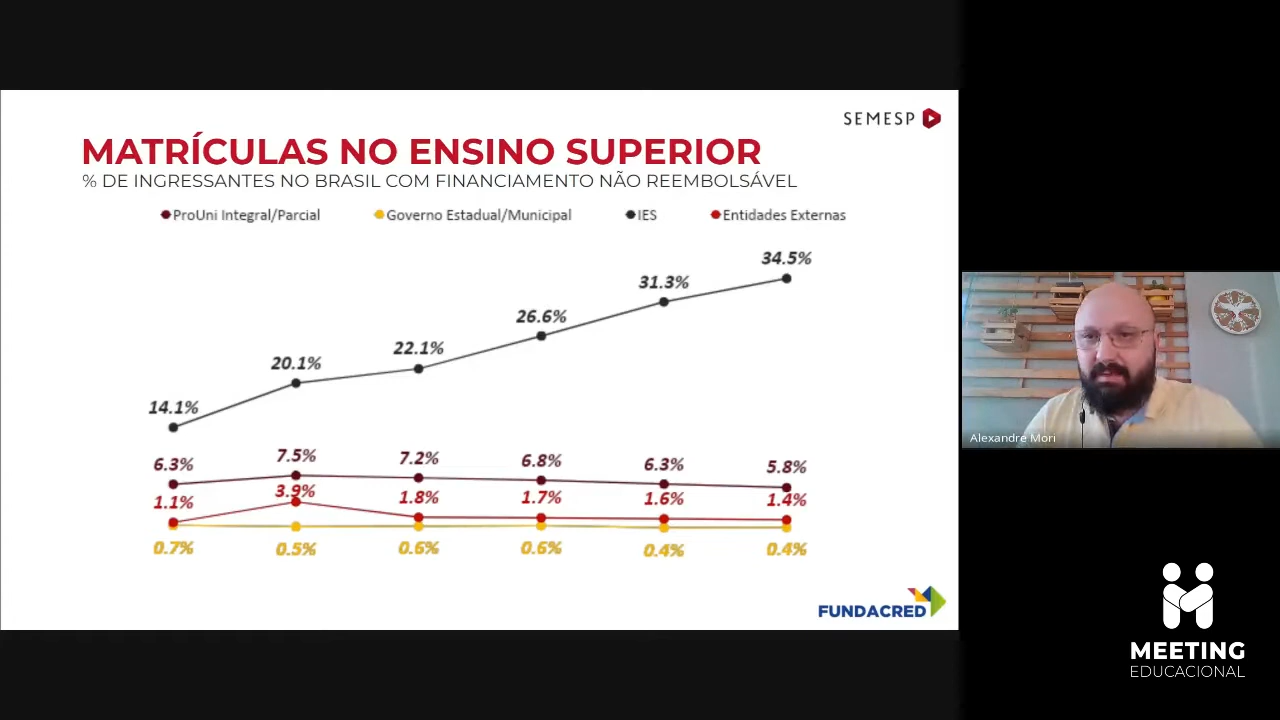 SEMESP
MATRÍCULAS NO ENSINO SUPERIOR
% DE INGRESSANTES NO BRASIL COM FINANCIAMENTO NÃO REEMBOLSÁVEL
ProUni Integral/Parcial Governo Estadual/Municipal IES Entidades Externas
14.1% 20.1% 22.1% 26.6% 31.3% 34.5%
6.3% 7.5% 7.2% 6.8% 6.3% 5.8%
1.1% 3.9% 1.8% 1.7% 1.6% 1.4%
0.7% 0.5% 0.6% 0.6% 0.4% 0.4%
FUNDACRED
Alexandre Mori
MEETING
EDUCACIONAL